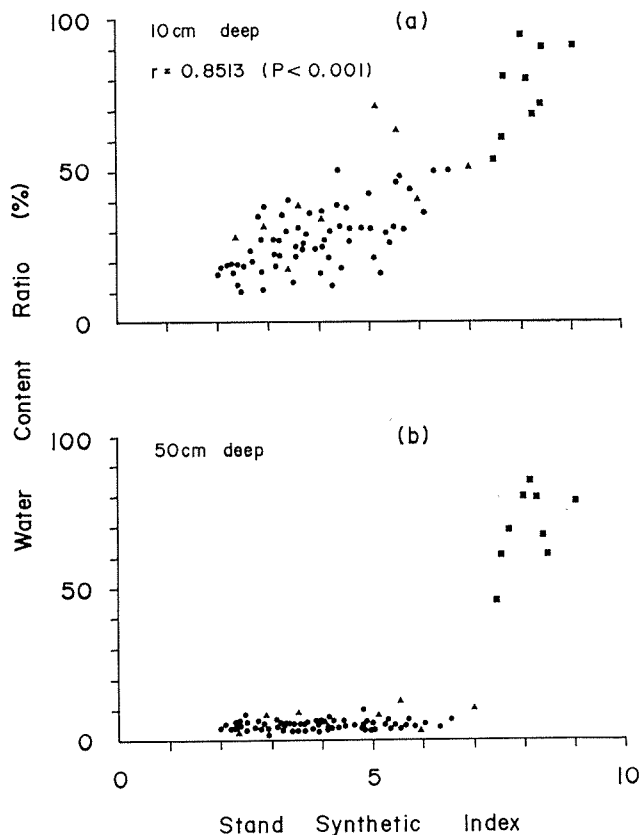 100
10cm deep
(a)
r = 0.8513 (P < 0.001)
50
0
Water Content Ratio (%)
100
50cm deep
(b)
50
0
0
5
10
Stand Synthetic Index